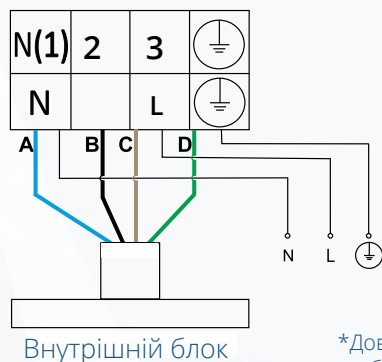 N(1) 2 3
N L
A B C D
N L
Внутрішній блок